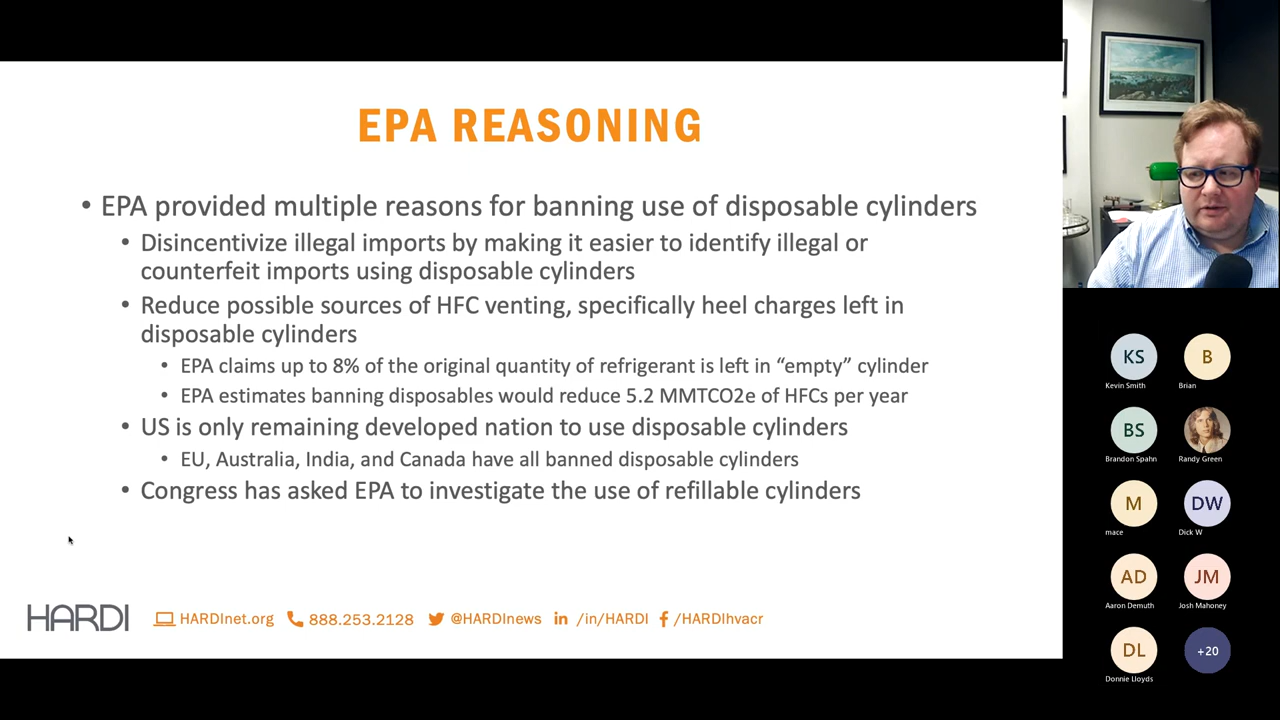 EPA REASONING
• EPA provided multiple reasons for banning use of disposable cylinders
• Disincentivize illegal imports by making it easier to identify illegal or
counterfeit imports using disposable cylinders
• Reduce possible sources of HFC venting, specifically heel charges left in
disposable cylinders
• EPA claims up to 8% of the original quantity of refrigerant is left in “empty” cylinder
• EPA estimates banning disposables would reduce 5.2 MMTCO2e of HFCs per year
• US is only remaining developed nation to use disposable cylinders
• EU, Australia, India, and Canada have all banned disposable cylinders
• Congress has asked EPA to investigate the use of refillable cylinders
HARDI HARDInet.org 888.253.2128 @HARDInews in /in/HARDI f /HARDIhvacr
KS B
Kevin Smith Brian
BS
Brandon Spahn Randy Green
M DW
mace Dick W
AD JM
Aaron Demuth Josh Mahoney
DL +20
Donnie Lloyds